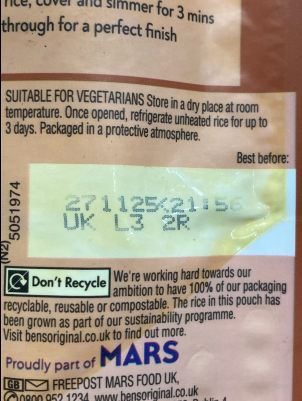 rice, cover and simmer for 3 mins
through for a perfect finish
SUITABLE FOR VEGETARIANS Store in a dry place at room
temperature. Once opened, refrigerate unheated rice for up to
3 days. Packaged in a protective atmosphere.
Best before:
271125<21:56
UK L3 2R
(N2) 5051974
Don't Recycle
We're working hard towards our
ambition to have 100% of our packaging
recyclable, reusable or compostable. The rice in this pouch has
been grown as part of our sustainability programme.
Visit bensoriginal.co.uk to find out more.
Proudly part of MARS
GB FREEPOST MARS FOOD UK,
0800 952 1234 www.bensoriginal.co.uk